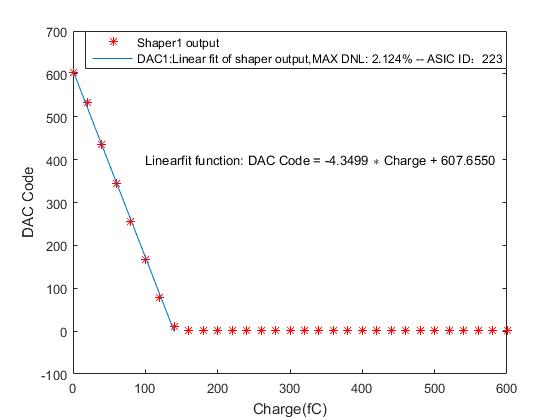 Shaper1 output
DAC1:Linear fit of shaper output,MAX DNL: 2.124% -- ASIC ID：223
Linearfit function: DAC Code = -4.3499 * Charge + 607.6550
DAC Code
700
600
500
400
300
200
100
0
-100
0 100 200 300 400 500 600
Charge(fC)